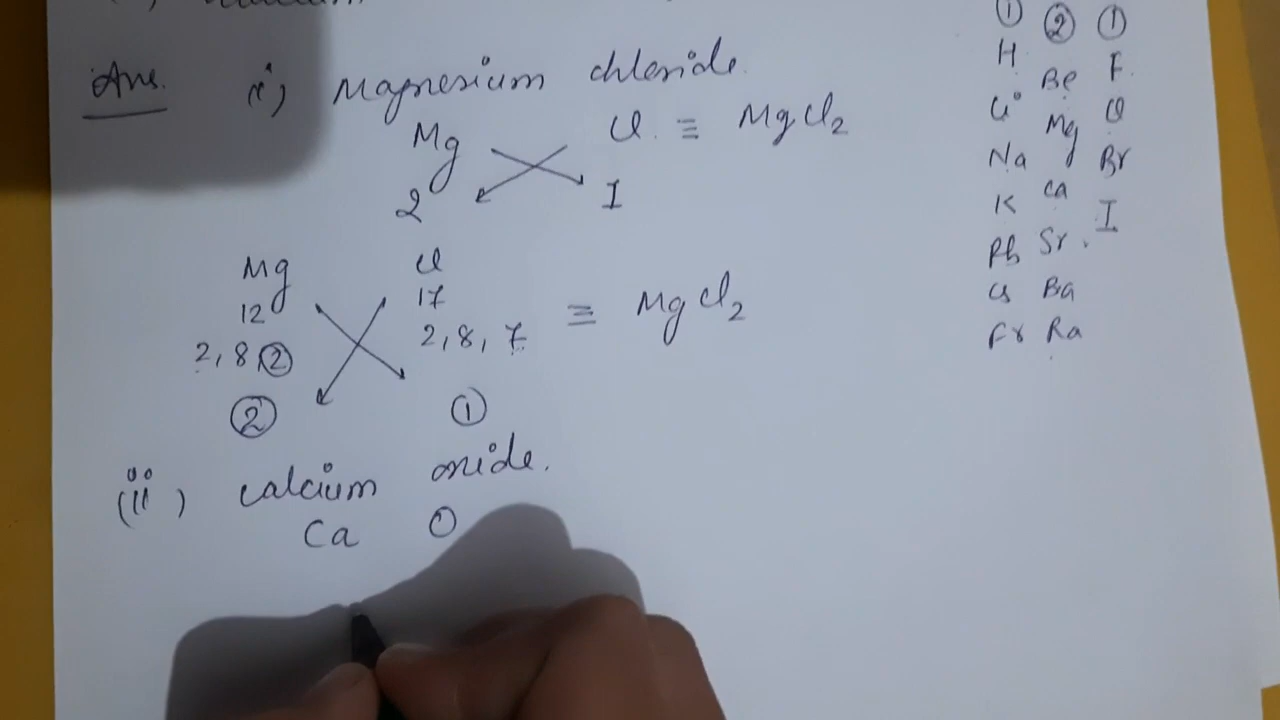 Ans. (i) Magnesium chloride.
Mg Cl ≡ MgCl2
2 1
Mg Cl
12 17
2, 8, 2 2, 8, 7 ≡ MgCl2
2 1
(ii) Calcium oxide.
Ca O
1 2 1
H Be F
Li Mg Cl
Na Ca Br
K Sr I
Rb Ba
Cs Ra
Fr